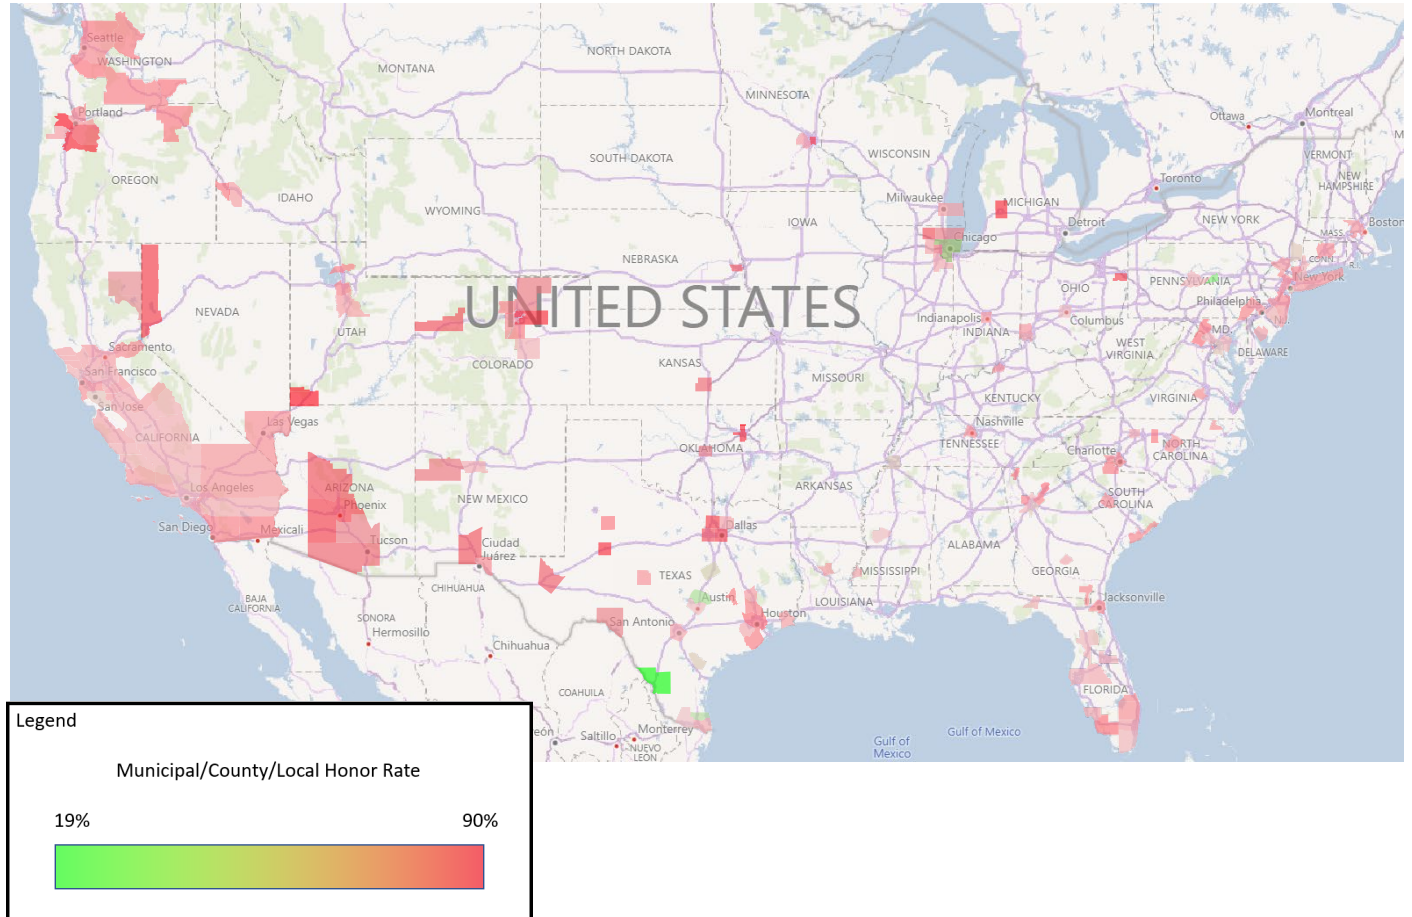 Seattle
WASHINGTON
MONTANA
NORTH DAKOTA
MINNESOTA
Ottawa
Montreal
Portland
OREGON
IDAHO
WYOMING
SOUTH DAKOTA
WISCONSIN
Milwaukee
MICHIGAN
Toronto
Detroit
VERMONT
NEW
HAMPSHIRE
NEW YORK
MASS.
Boston
IOWA
Chicago
CONN.
R.I.
NEBRASKA
UNITED STATES
NEVADA
UTAH
COLORADO
KANSAS
MISSOURI
Indianapolis
INDIANA
OHIO
Columbus
PENNSYLVANIA
New York
Philadelphia
N.J.
MD.
DELAWARE
WEST
VIRGINIA
VIRGINIA
KENTUCKY
Sacramento
San Francisco
San Jose
CALIFORNIA
Las Vegas
Los Angeles
San Diego
Mexicali
ARIZONA
Phoenix
Tucson
NEW MEXICO
OKLAHOMA
ARKANSAS
Nashville
TENNESSEE
Charlotte
NORTH
CAROLINA
SOUTH
CAROLINA
Ciudad
Juárez
Dallas
TEXAS
MISSISSIPPI
ALABAMA
GEORGIA
BAJA
CALIFORNIA
SONORA
Hermosillo
CHIHUAHUA
Chihuahua
Austin
San Antonio
Houston
LOUISIANA
Jacksonville
FLORIDA
COAHUILA
Monterrey
Saltillo
NUEVO
LEÓN
Gulf of
Mexico
Gulf of Mexico
Legend
Municipal/County/Local Honor Rate
19%
90%